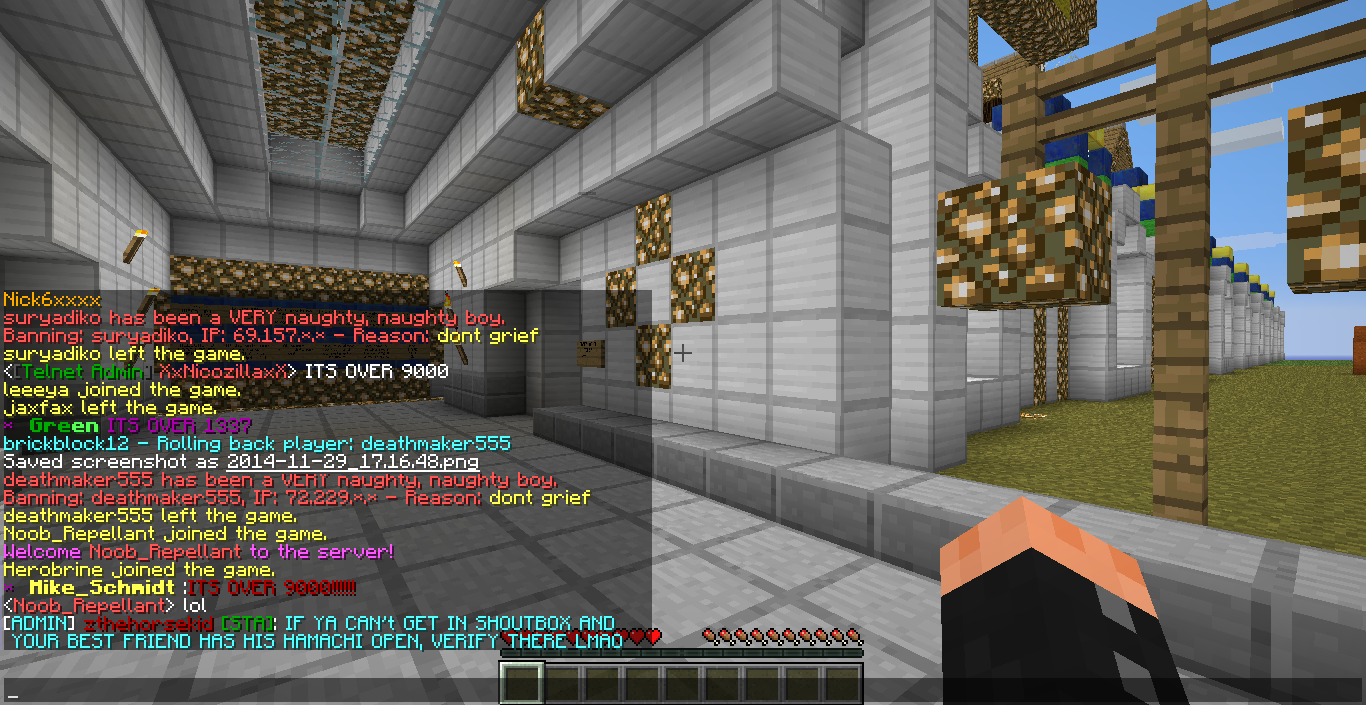 Nick6xxxx
suryadiko has been a VERY naughty, naughty boy.
Banning: suryadiko, IP: 69.157.*.* - Reason: dont grief
suryadiko left the game.
<[Telnet Admin] XxNicozillaxX> ITS OVER 9000
leeeya joined the game.
jaxfax left the game.
* Green ITS OVER 1337
brickblock12 - Rolling back player: deathmaker555
Saved screenshot as 2014-11-29_17.16.48.png
deathmaker555 has been a VERY naughty, naughty boy.
Banning: deathmaker555, IP: 72.229.*.* - Reason: dont grief
deathmaker555 left the game.
Noob_Repellant joined the game.
Welcome Noob_Repellant to the server!
Herobrine joined the game.
* Mike_Schmidt :ITS OVER 9000!!!!!!
<Noob_Repellant> lol
[ADMIN] zthehorsekid [STA]: IF YA CAN't GET IN SHOUTBOX AND
YOUR BEST FRIEND HAS HIS HAMACHI OPEN, VERIFY THERE LMAO
_